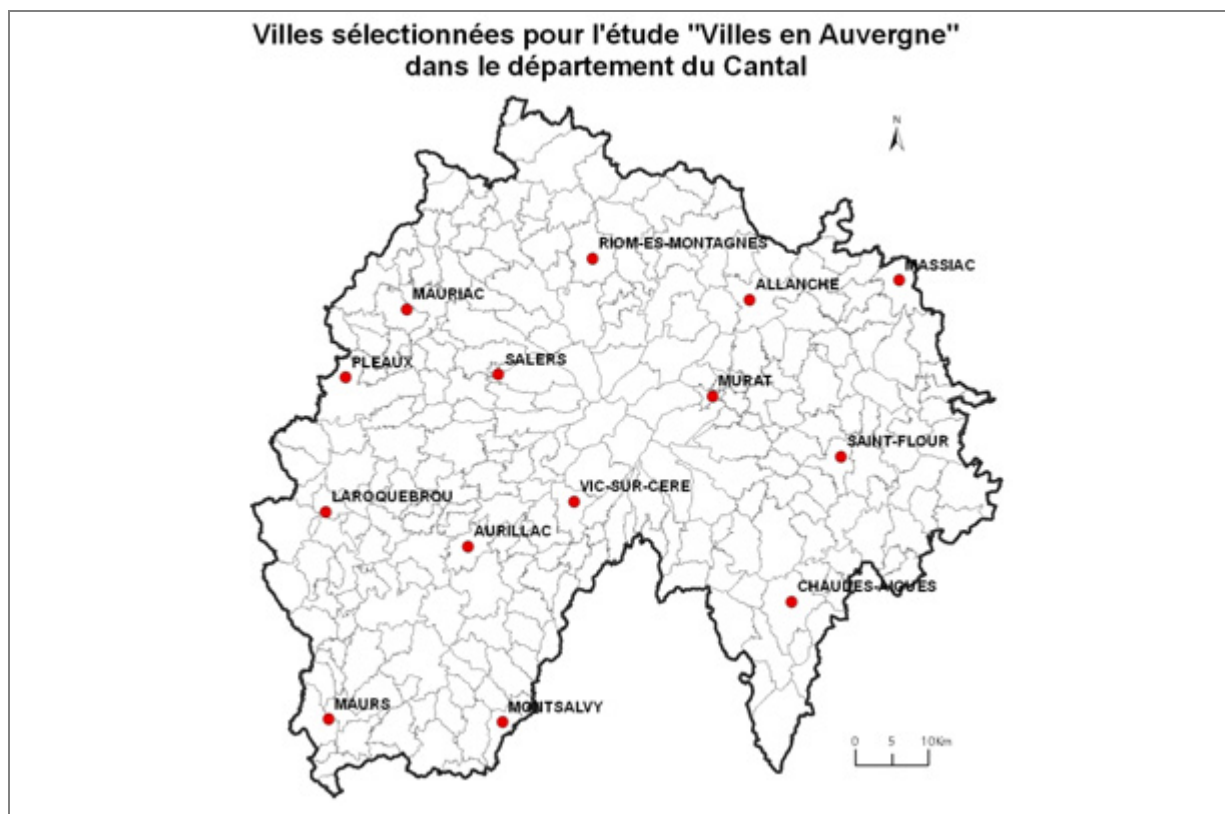 Villes sélectionnées pour l'étude "Villes en Auvergne"
dans le département du Cantal
N
RIOM-ES-MONTAGNES
MASSIAC
ALLANCHE
MAURIAC
PLEAUX
SALERS
MURAT
SAINT-FLOUR
VIC-SUR-CERE
LAROQUEBROU
AURILLAC
CHAUDES-AIGUES
MAURS
MONTSALVY
0 5 10Km